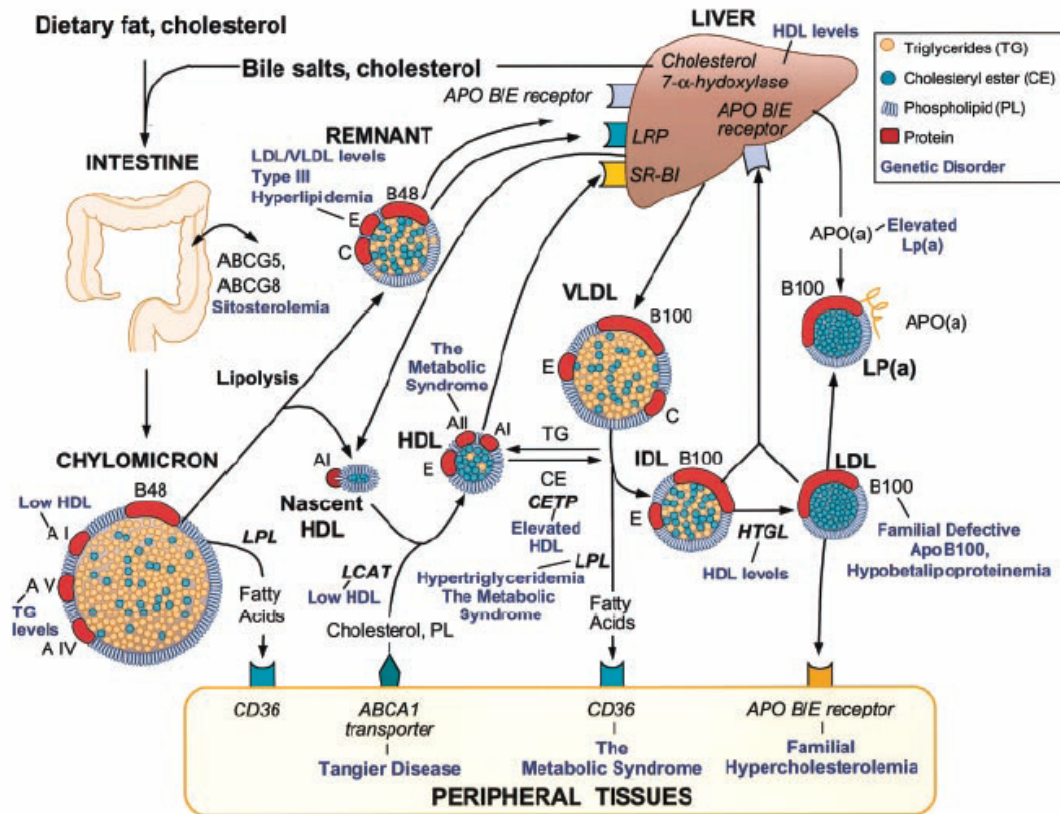 Dietary fat, cholesterol
Bile salts, cholesterol
LIVER
HDL levels
Cholesterol
7-α-hydoxylase
APO B/E receptor
APO B/E
receptor
LRP
SR-BI
Triglycerides (TG)
Cholesteryl ester (CE)
Phospholipid (PL)
Protein
Genetic Disorder
INTESTINE
REMNANT
LDL/VLDL levels
Type III
Hyperlipidemia
B48
E
C
ABCG5,
ABCG8
Sitosterolemia
APO(a)
Elevated
Lp(a)
B100
APO(a)
LP(a)
VLDL
B100
E
C
Lipolysis
The
Metabolic
Syndrome
AII
AI
HDL
E
TG
CE
CETP
Elevated
HDL
IDL
B100
E
HTGL
HDL levels
LDL
B100
Familial Defective
ApoB100,
Hypobetalipoproteinemia
CHYLOMICRON
B48
Low HDL
A I
A V
TG
levels
A IV
LPL
Fatty
Acids
AI
Nascent
HDL
LCAT
Low HDL
Cholesterol, PL
LPL
Hypertriglyceridemia
The Metabolic
Syndrome
Fatty
Acids
CD36
ABCA1
transporter
Tangier Disease
CD36
The
Metabolic Syndrome
APO B/E receptor
Familial
Hypercholesterolemia
PERIPHERAL TISSUES